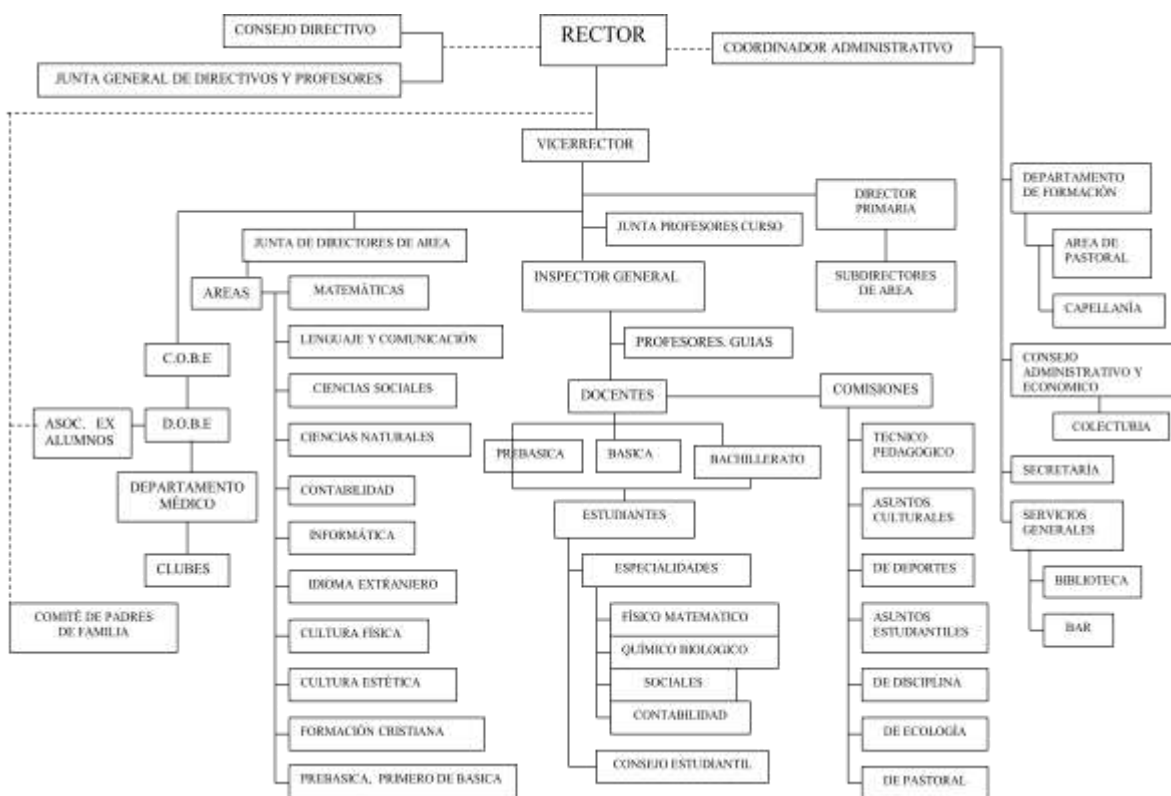 CONSEJO DIRECTIVO
RECTOR
COORDINADOR ADMINISTRATIVO
JUNTA GENERAL DE DIRECTIVOS Y PROFESORES
VICERRECTOR
DEPARTAMENTO
DE FORMACIÓN
DIRECTOR
PRIMARIA
JUNTA PROFESORES CURSO
JUNTA DE DIRECTORES DE AREA
AREA DE
PASTORAL
INSPECTOR GENERAL
SUBDIRECTORES
DE AREA
AREAS
MATEMÁTICAS
CAPELLANÍA
LENGUAJE Y COMUNICACIÓN
PROFESORES. GUIAS
C.O.B.E
CONSEJO
ADMINISTRATIVO Y
ECONOMICO
CIENCIAS SOCIALES
DOCENTES
COMISIONES
ASOC. EX
ALUMNOS
D.O.B.E
COLECTURIA
CIENCIAS NATURALES
PREBASICA
BASICA
BACHILLERATO
TECNICO
PEDAGOGICO
SECRETARÍA
DEPARTAMENTO
MÉDICO
CONTABILIDAD
ESTUDIANTES
ASUNTOS
CULTURALES
SERVICIOS
GENERALES
INFORMÁTICA
CLUBES
ESPECIALIDADES
DE DEPORTES
BIBLIOTECA
IDIOMA EXTRANJERO
COMITÉ DE PADRES
DE FAMILIA
FÍSICO MATEMATICO
ASUNTOS
ESTUDIANTILES
BAR
CULTURA FÍSICA
QUÍMICO BIOLOGICO
CULTURA ESTÉTICA
SOCIALES
DE DISCIPLINA
CONTABILIDAD
FORMACIÓN CRISTIANA
DE ECOLOGÍA
CONSEJO ESTUDIANTIL
PREBASICA, PRIMERO DE BASICA
DE PASTORAL